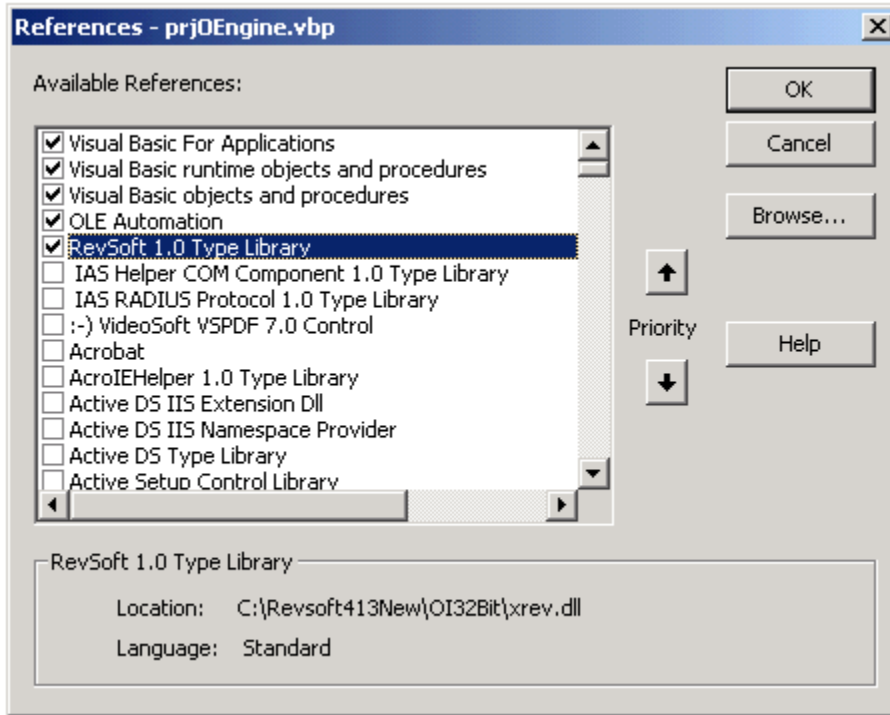 References - prjOEngine.vbp
Available References:
Visual Basic For Applications
Visual Basic runtime objects and procedures
Visual Basic objects and procedures
OLE Automation
RevSoft 1.0 Type Library
IAS Helper COM Component 1.0 Type Library
IAS RADIUS Protocol 1.0 Type Library
:-) VideoSoft VSPDF 7.0 Control
Acrobat
AcroIEHelper 1.0 Type Library
Active DS IIS Extension Dll
Active DS IIS Namespace Provider
Active DS Type Library
Active Setup Control Library
Priority
OK
Cancel
Browse...
Help
RevSoft 1.0 Type Library
Location: C:\Revsoft413New\OI32Bit\xrev.dll
Language: Standard